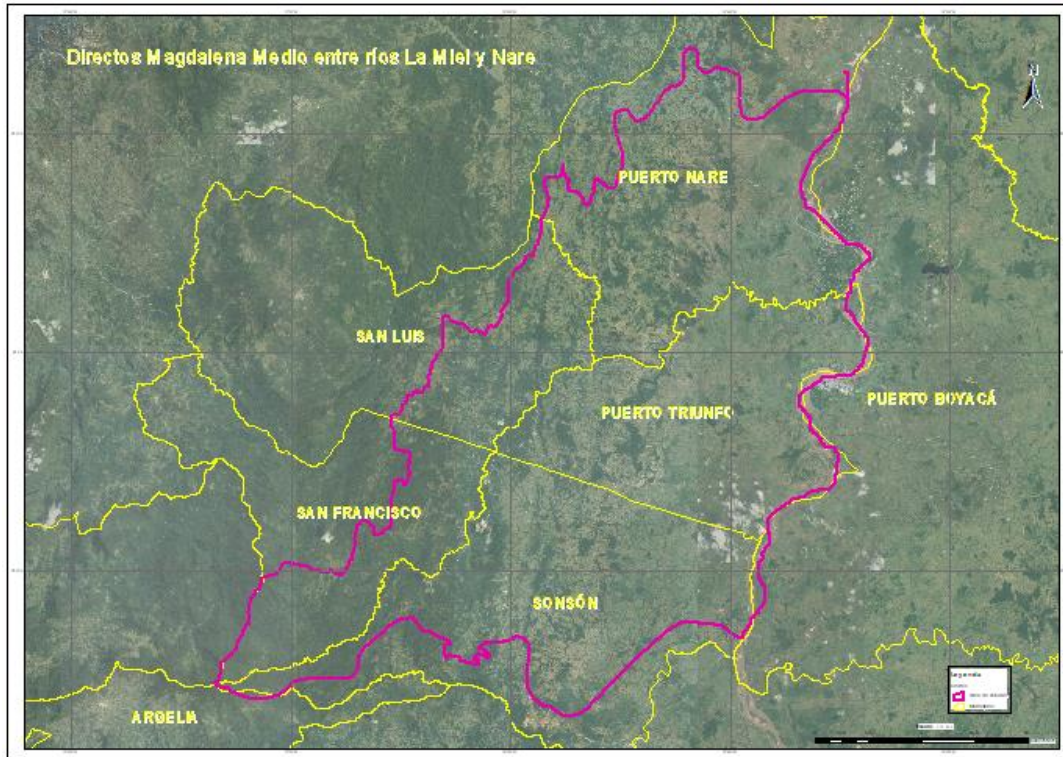 Directos Magdalena Medio entre ríos La Miel y Nare
N
PUERTO NARE
SAN LUIS
PUERTO TRIUNFO
PUERTO BOYACÁ
SAN FRANCISCO
SONSÓN
ARGELIA